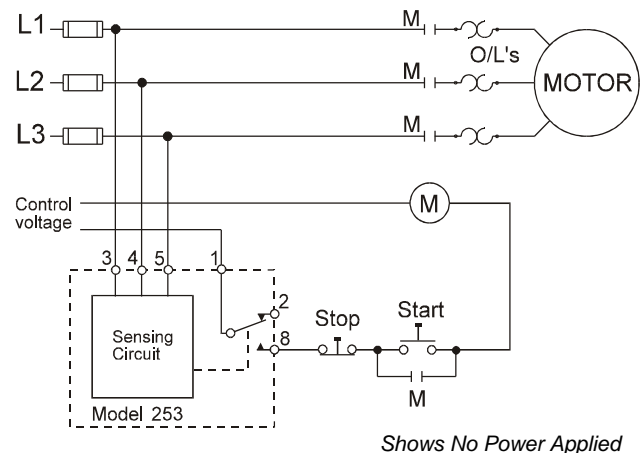 L1
M
O/L's
L2
M
MOTOR
L3
M
Control
voltage
M
3 4 5 1
2
Sensing
Circuit
8
Stop
Start
M
Model 253
Shows No Power Applied